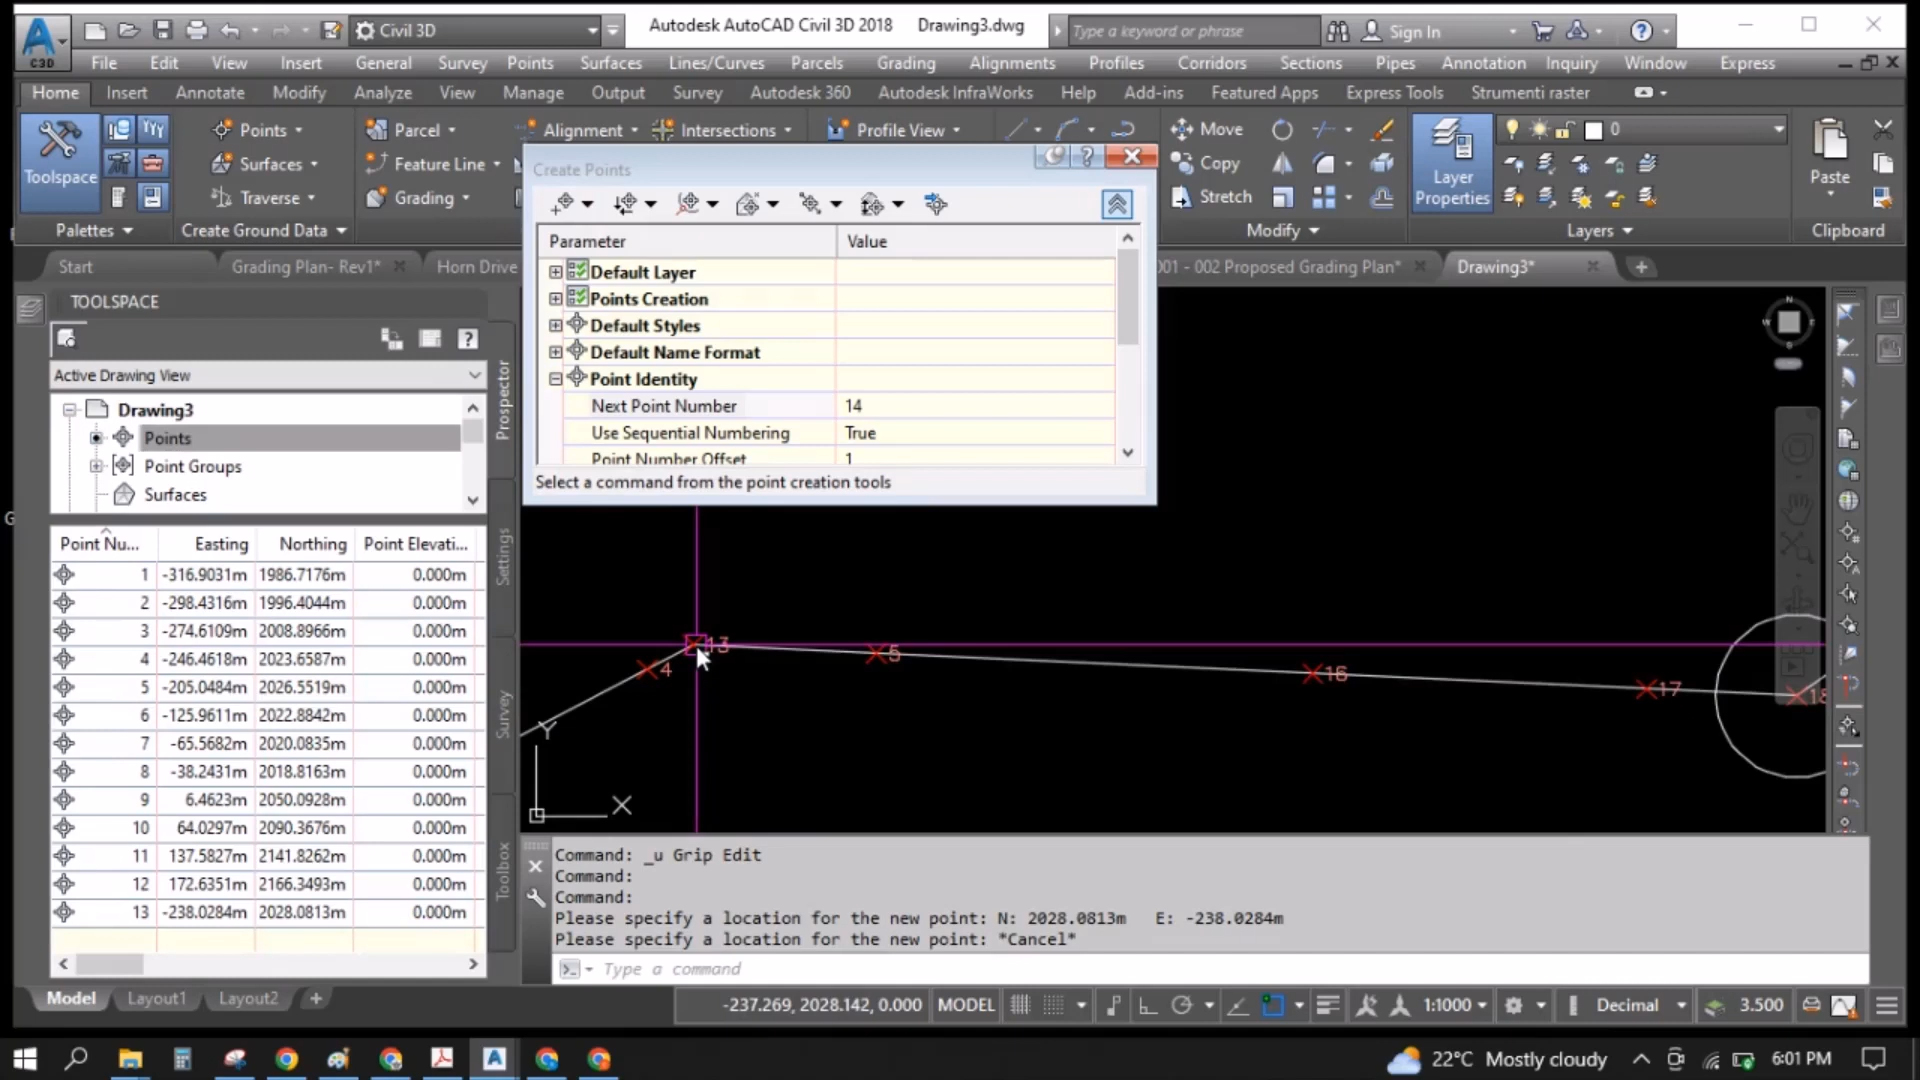 C3D
Civil 3D
Autodesk AutoCAD Civil 3D 2018 Drawing3.dwg
Type a keyword or phrase
Sign In
File Edit View Insert General Survey Points Surfaces Lines/Curves Parcels Grading Alignments Profiles Corridors Sections Pipes Annotation Inquiry Window Express
Home Insert Annotate Modify Analyze View Manage Output Survey Autodesk 360 Autodesk InfraWorks Help Add-ins Featured Apps Express Tools Strumenti raster
Points Parcel Alignment Intersections Profile View Move 0
Surfaces Feature Line Copy
Toolspace Layer Properties Paste
Traverse Grading Stretch
Palettes Create Ground Data Modify Layers Clipboard
Start Grading Plan- Rev1* Horn Drive 001 - 002 Proposed Grading Plan* Drawing3*
Create Points
Parameter Value
Default Layer
Points Creation
Default Styles
Default Name Format
Point Identity
Next Point Number 14
Use Sequential Numbering True
Point Number Offset 1
Select a command from the point creation tools
TOOLSPACE
Active Drawing View
Drawing3
Points
Point Groups
Surfaces
Prospector
Settings
Survey
Toolbox
Point Nu... Easting Northing Point Elevati...
1 -316.9031m 1986.7176m 0.000m
2 -298.4316m 1996.4044m 0.000m
3 -274.6109m 2008.8966m 0.000m
4 -246.4618m 2023.6587m 0.000m
5 -205.0484m 2026.5519m 0.000m
6 -125.9611m 2022.8842m 0.000m
7 -65.5682m 2020.0835m 0.000m
8 -38.2431m 2018.8163m 0.000m
9 6.4623m 2050.0928m 0.000m
10 64.0297m 2090.3676m 0.000m
11 137.5827m 2141.8262m 0.000m
12 172.6351m 2166.3493m 0.000m
13 -238.0284m 2028.0813m 0.000m
N
W
13
4
5
16
17
18
Y
X
Command: _u Grip Edit
Command:
Command:
Please specify a location for the new point: N: 2028.0813m E: -238.0284m
Please specify a location for the new point: *Cancel*
Type a command
Model Layout1 Layout2 +
-237.269, 2028.142, 0.000 MODEL 1:1000 Decimal 3.500
22°C Mostly cloudy 6:01 PM